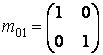 m₀₁ = (1 0
0 1)